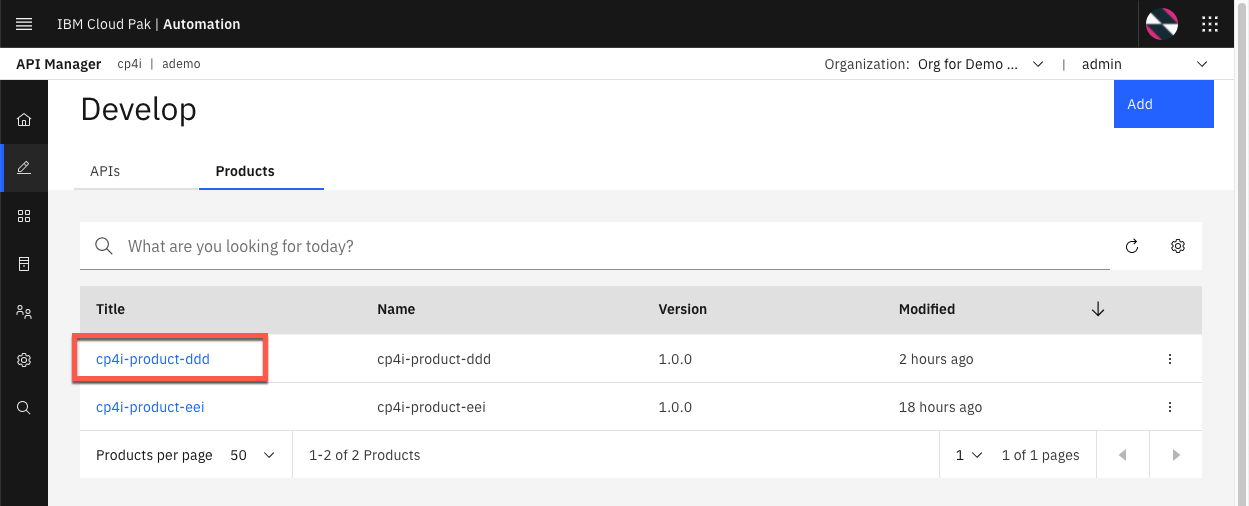 IBM Cloud Pak | Automation
API Manager cp4i | ademo Organization: Org for Demo ... | admin
Develop
Add
APIs Products
What are you looking for today?
Title Name Version Modified
cp4i-product-ddd cp4i-product-ddd 1.0.0 2 hours ago
cp4i-product-eei cp4i-product-eei 1.0.0 18 hours ago
Products per page 50 1-2 of 2 Products 1 1 of 1 pages